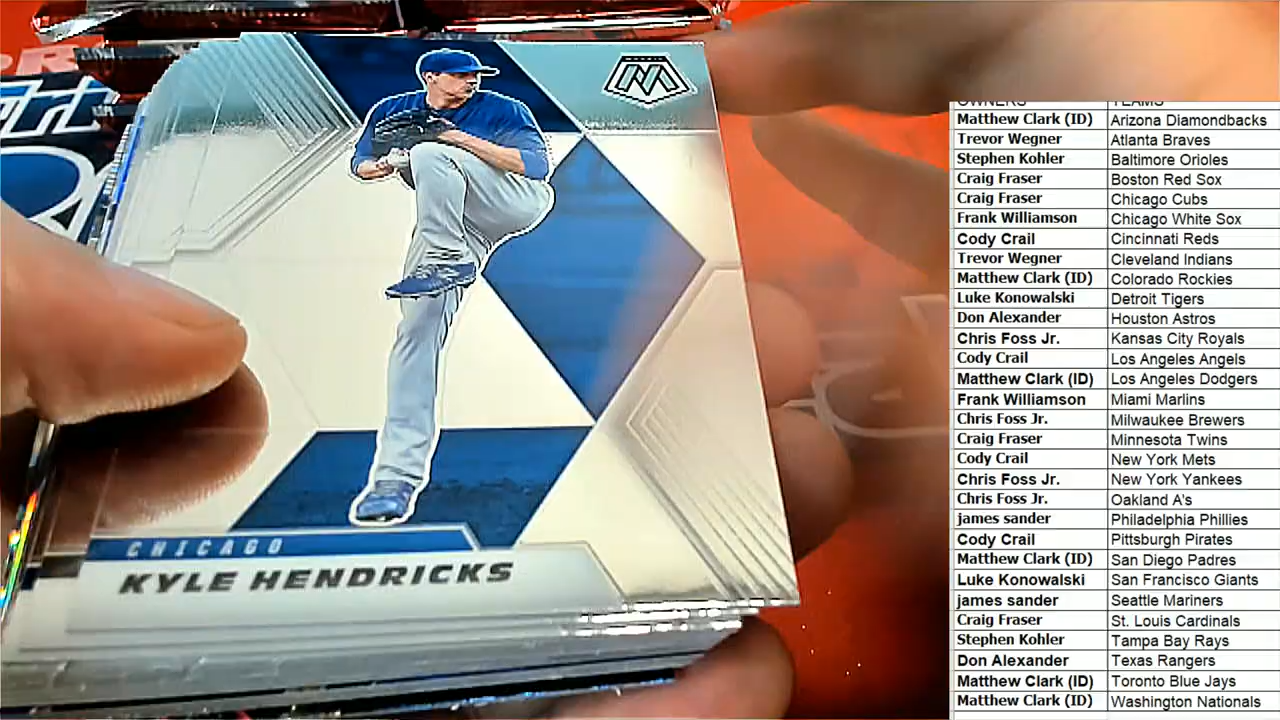 OWNERS TEAMS
Matthew Clark (ID) Arizona Diamondbacks
Trevor Wegner Atlanta Braves
Stephen Kohler Baltimore Orioles
Craig Fraser Boston Red Sox
Craig Fraser Chicago Cubs
Frank Williamson Chicago White Sox
Cody Crail Cincinnati Reds
Trevor Wegner Cleveland Indians
Matthew Clark (ID) Colorado Rockies
Luke Konowalski Detroit Tigers
Don Alexander Houston Astros
Chris Foss Jr. Kansas City Royals
Cody Crail Los Angeles Angels
Matthew Clark (ID) Los Angeles Dodgers
Frank Williamson Miami Marlins
Chris Foss Jr. Milwaukee Brewers
Craig Fraser Minnesota Twins
Cody Crail New York Mets
Chris Foss Jr. New York Yankees
Chris Foss Jr. Oakland A's
james sander Philadelphia Phillies
Cody Crail Pittsburgh Pirates
Matthew Clark (ID) San Diego Padres
Luke Konowalski San Francisco Giants
james sander Seattle Mariners
Craig Fraser St. Louis Cardinals
Stephen Kohler Tampa Bay Rays
Don Alexander Texas Rangers
Matthew Clark (ID) Toronto Blue Jays
Matthew Clark (ID) Washington Nationals
CHICAGO
KYLE HENDRICKS